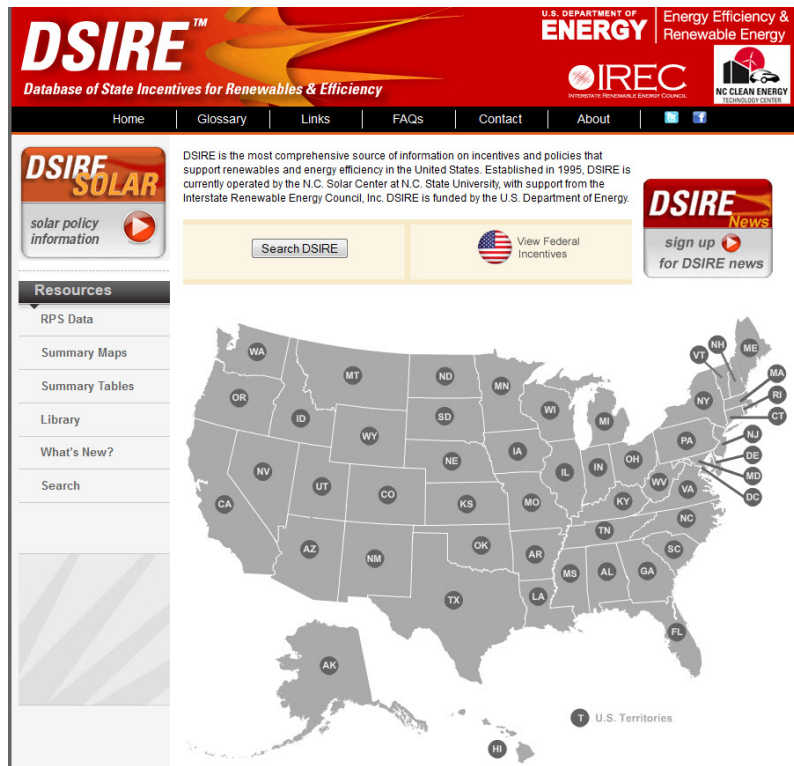 DSIRE™
Database of State Incentives for Renewables & Efficiency
U.S. DEPARTMENT OF
ENERGY
Energy Efficiency &
Renewable Energy
IREC
INTERSTATE RENEWABLE ENERGY COUNCIL
NC CLEAN ENERGY
TECHNOLOGY CENTER
Home Glossary Links FAQs Contact About
DSIRE
SOLAR
solar policy
information
DSIRE is the most comprehensive source of information on incentives and policies that
support renewables and energy efficiency in the United States. Established in 1995, DSIRE is
currently operated by the N.C. Solar Center at N.C. State University, with support from the
Interstate Renewable Energy Council, Inc. DSIRE is funded by the U.S. Department of Energy.
Search DSIRE
View Federal
Incentives
DSIRE
News
sign up
for DSIRE news
Resources
RPS Data
Summary Maps
Summary Tables
Library
What's New?
Search
WA
OR
CA
ID
NV
MT
WY
UT
AZ
CO
NM
ND
SD
NE
KS
OK
TX
MN
IA
MO
AR
LA
WI
IL
MI
IN
OH
KY
TN
MS
AL
GA
FL
SC
NC
VA
WV
PA
NY
VT
NH
ME
MA
RI
CT
NJ
DE
MD
DC
AK
HI
T U.S. Territories